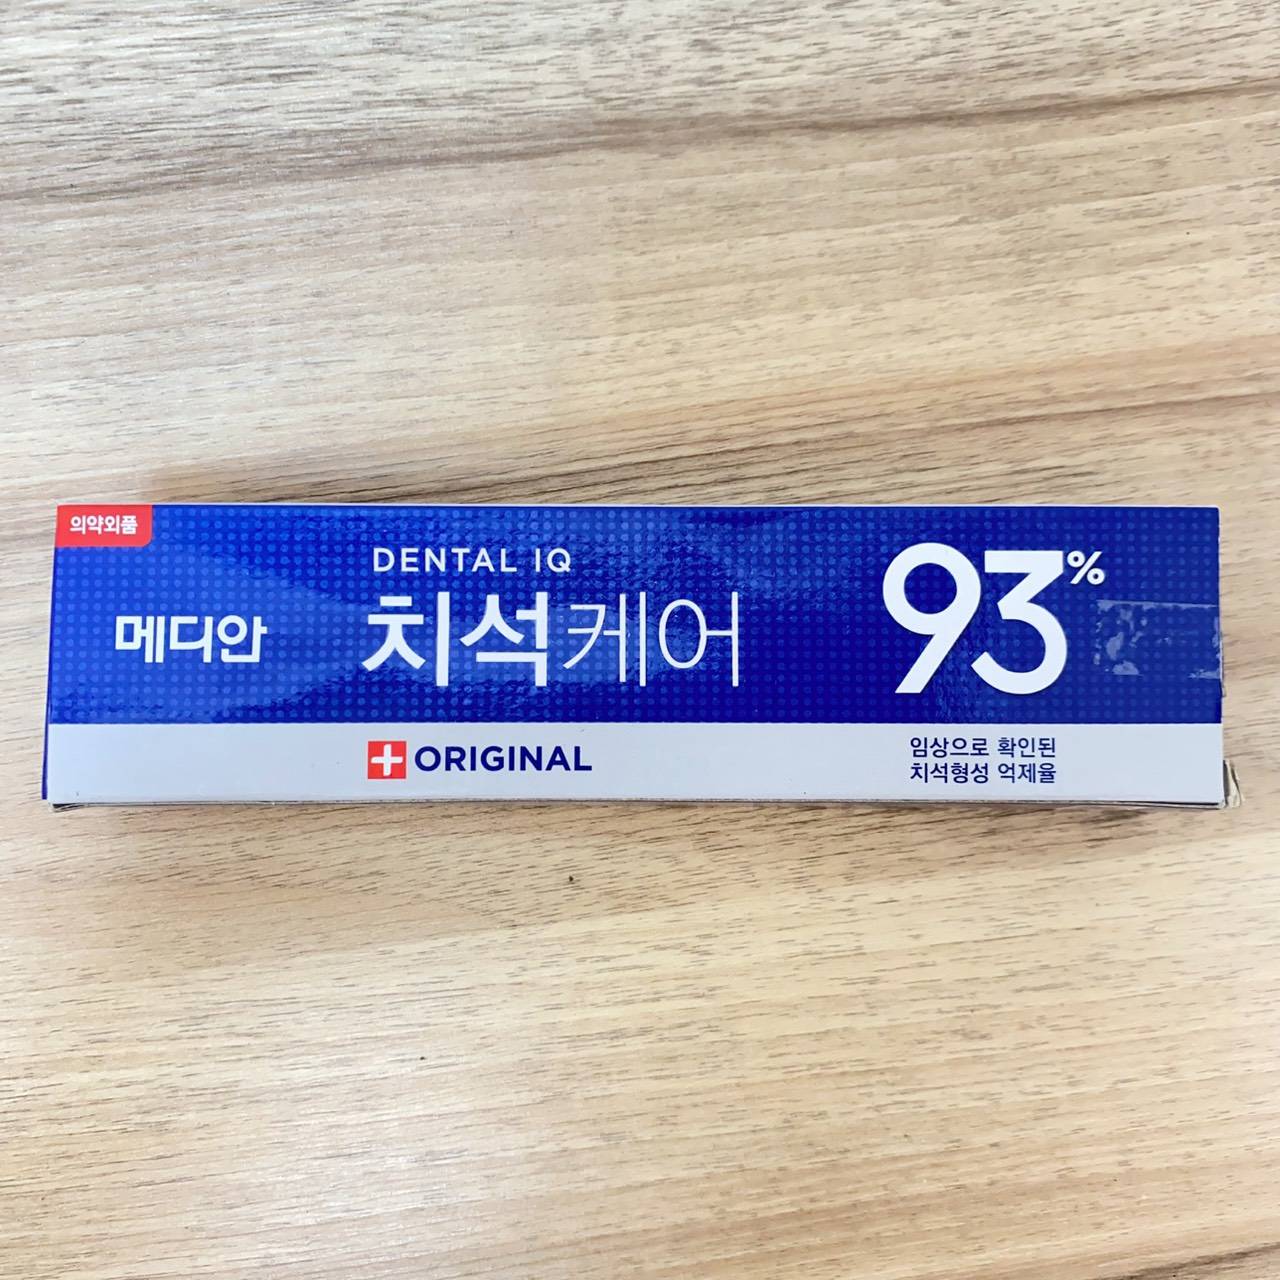 의약외품
메디안
DENTAL IQ
치석케어
ORIGINAL
93%
임상으로 확인된
치석형성 억제율